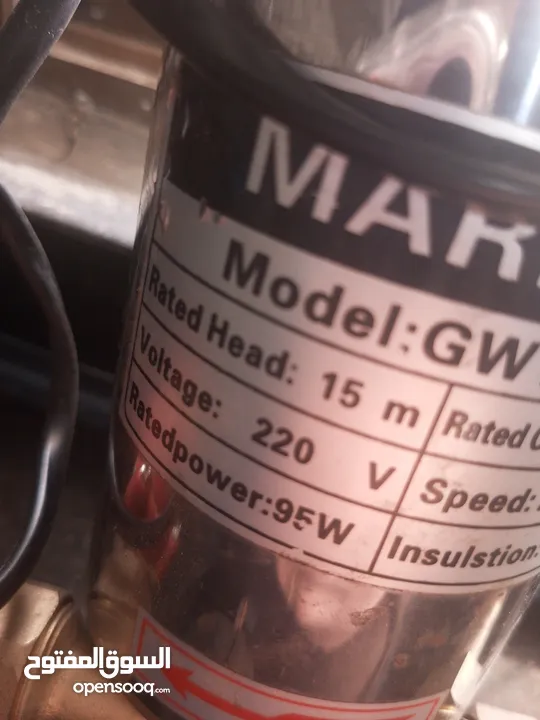 MAR
Model:GW
Rated Head: 15 m Rated
Voltage: 220 V Speed:
Ratedpower:95W Insulstion.
السوق المفتوح
opensooq.com